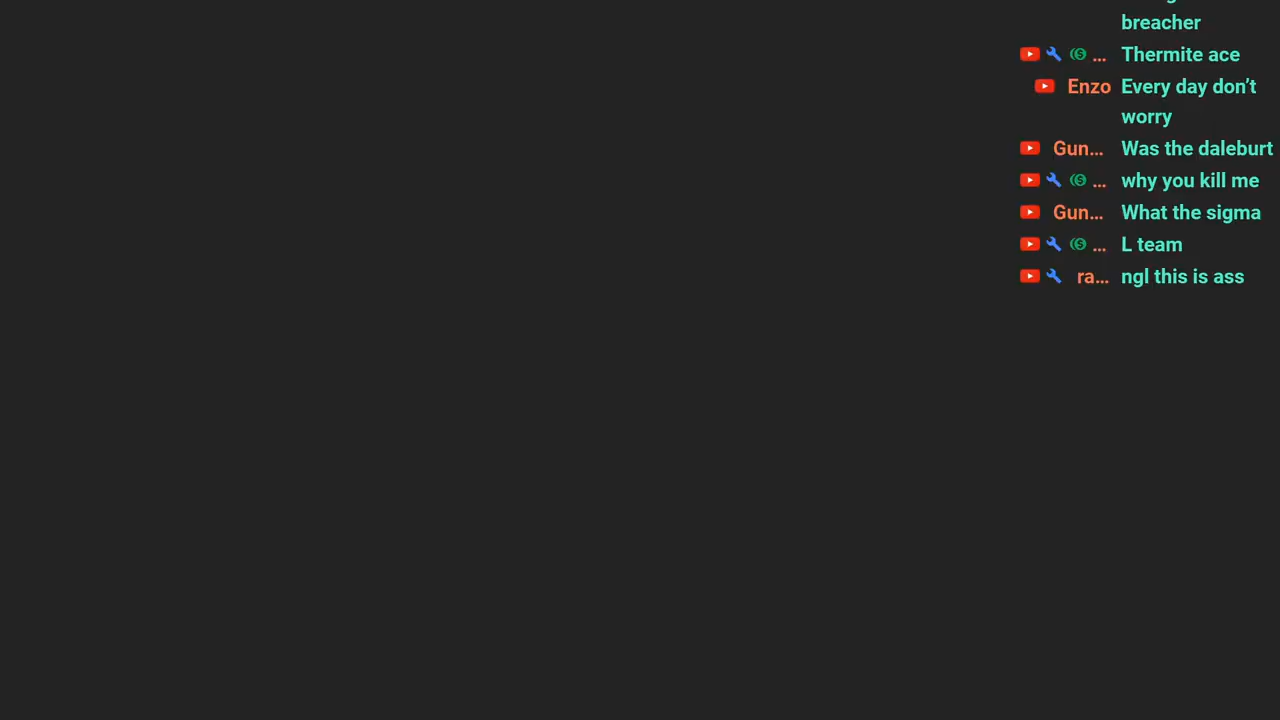 breacher
... Thermite ace
Enzo Every day don’t
worry
Gun... Was the daleburt
... why you kill me
Gun... What the sigma
... L team
ra... ngl this is ass